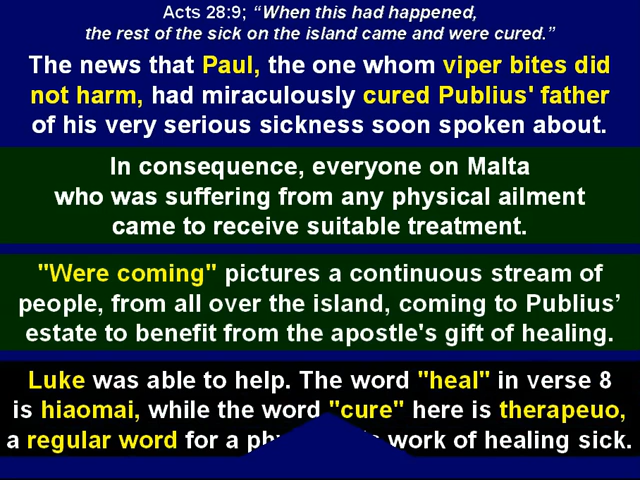 Acts 28:9; “When this had happened,
the rest of the sick on the island came and were cured.”
The news that Paul, the one whom viper bites did
not harm, had miraculously cured Publius' father
of his very serious sickness soon spoken about.
In consequence, everyone on Malta
who was suffering from any physical ailment
came to receive suitable treatment.
"Were coming" pictures a continuous stream of
people, from all over the island, coming to Publius’
estate to benefit from the apostle's gift of healing.
Luke was able to help. The word "heal" in verse 8
is hiaomai, while the word "cure" here is therapeuo,
a regular word for a work of healing sick.